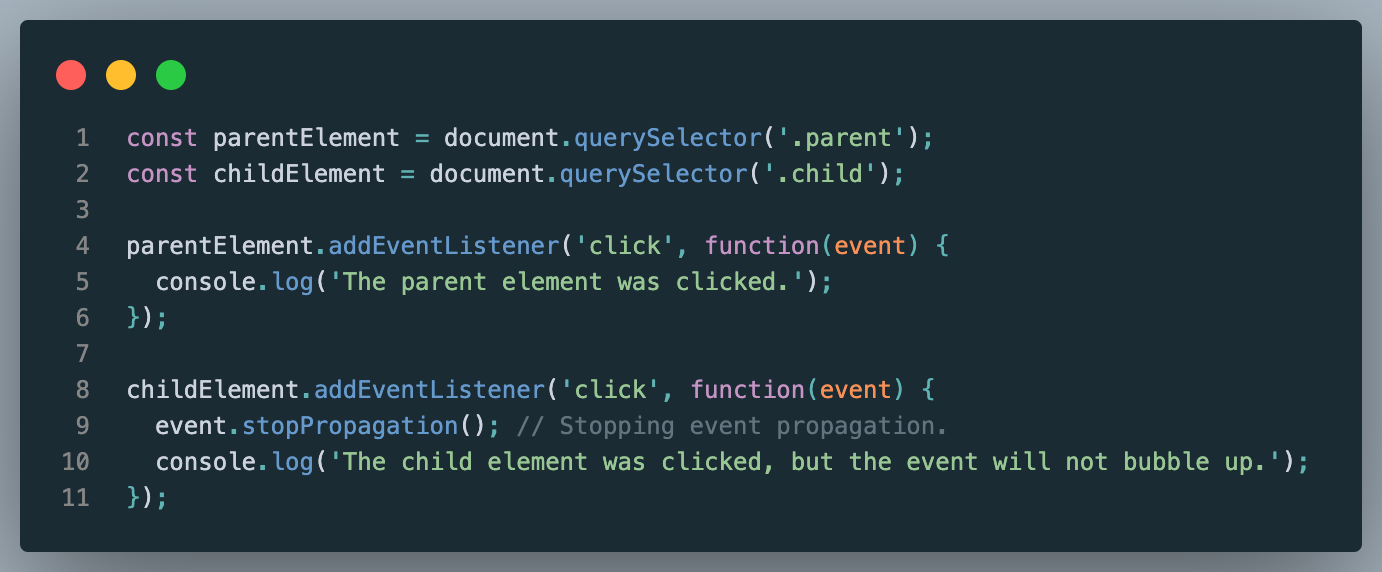 1 const parentElement = document.querySelector('.parent');
2 const childElement = document.querySelector('.child');
3
4 parentElement.addEventListener('click', function(event) {
5   console.log('The parent element was clicked.');
6 });
7
8 childElement.addEventListener('click', function(event) {
9   event.stopPropagation(); // Stopping event propagation.
10   console.log('The child element was clicked, but the event will not bubble up.');
11 });